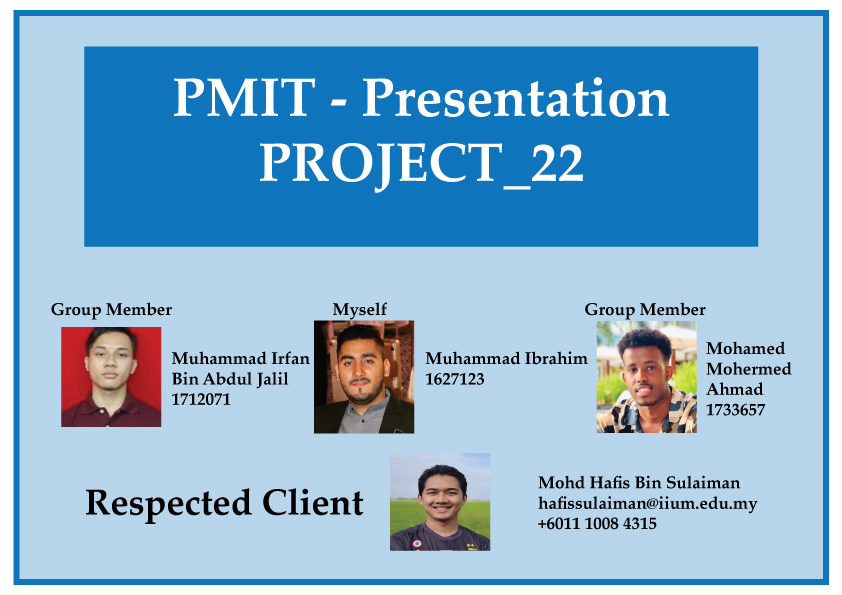 PMIT - Presentation
PROJECT_22
Group Member
Muhammad Irfan
Bin Abdul Jalil
1712071
Myself
Muhammad Ibrahim
1627123
Group Member
Mohamed
Mohermed
Ahmad
1733657
Respected Client
Mohd Hafis Bin Sulaiman
hafissulaiman@iium.edu.my
+6011 1008 4315